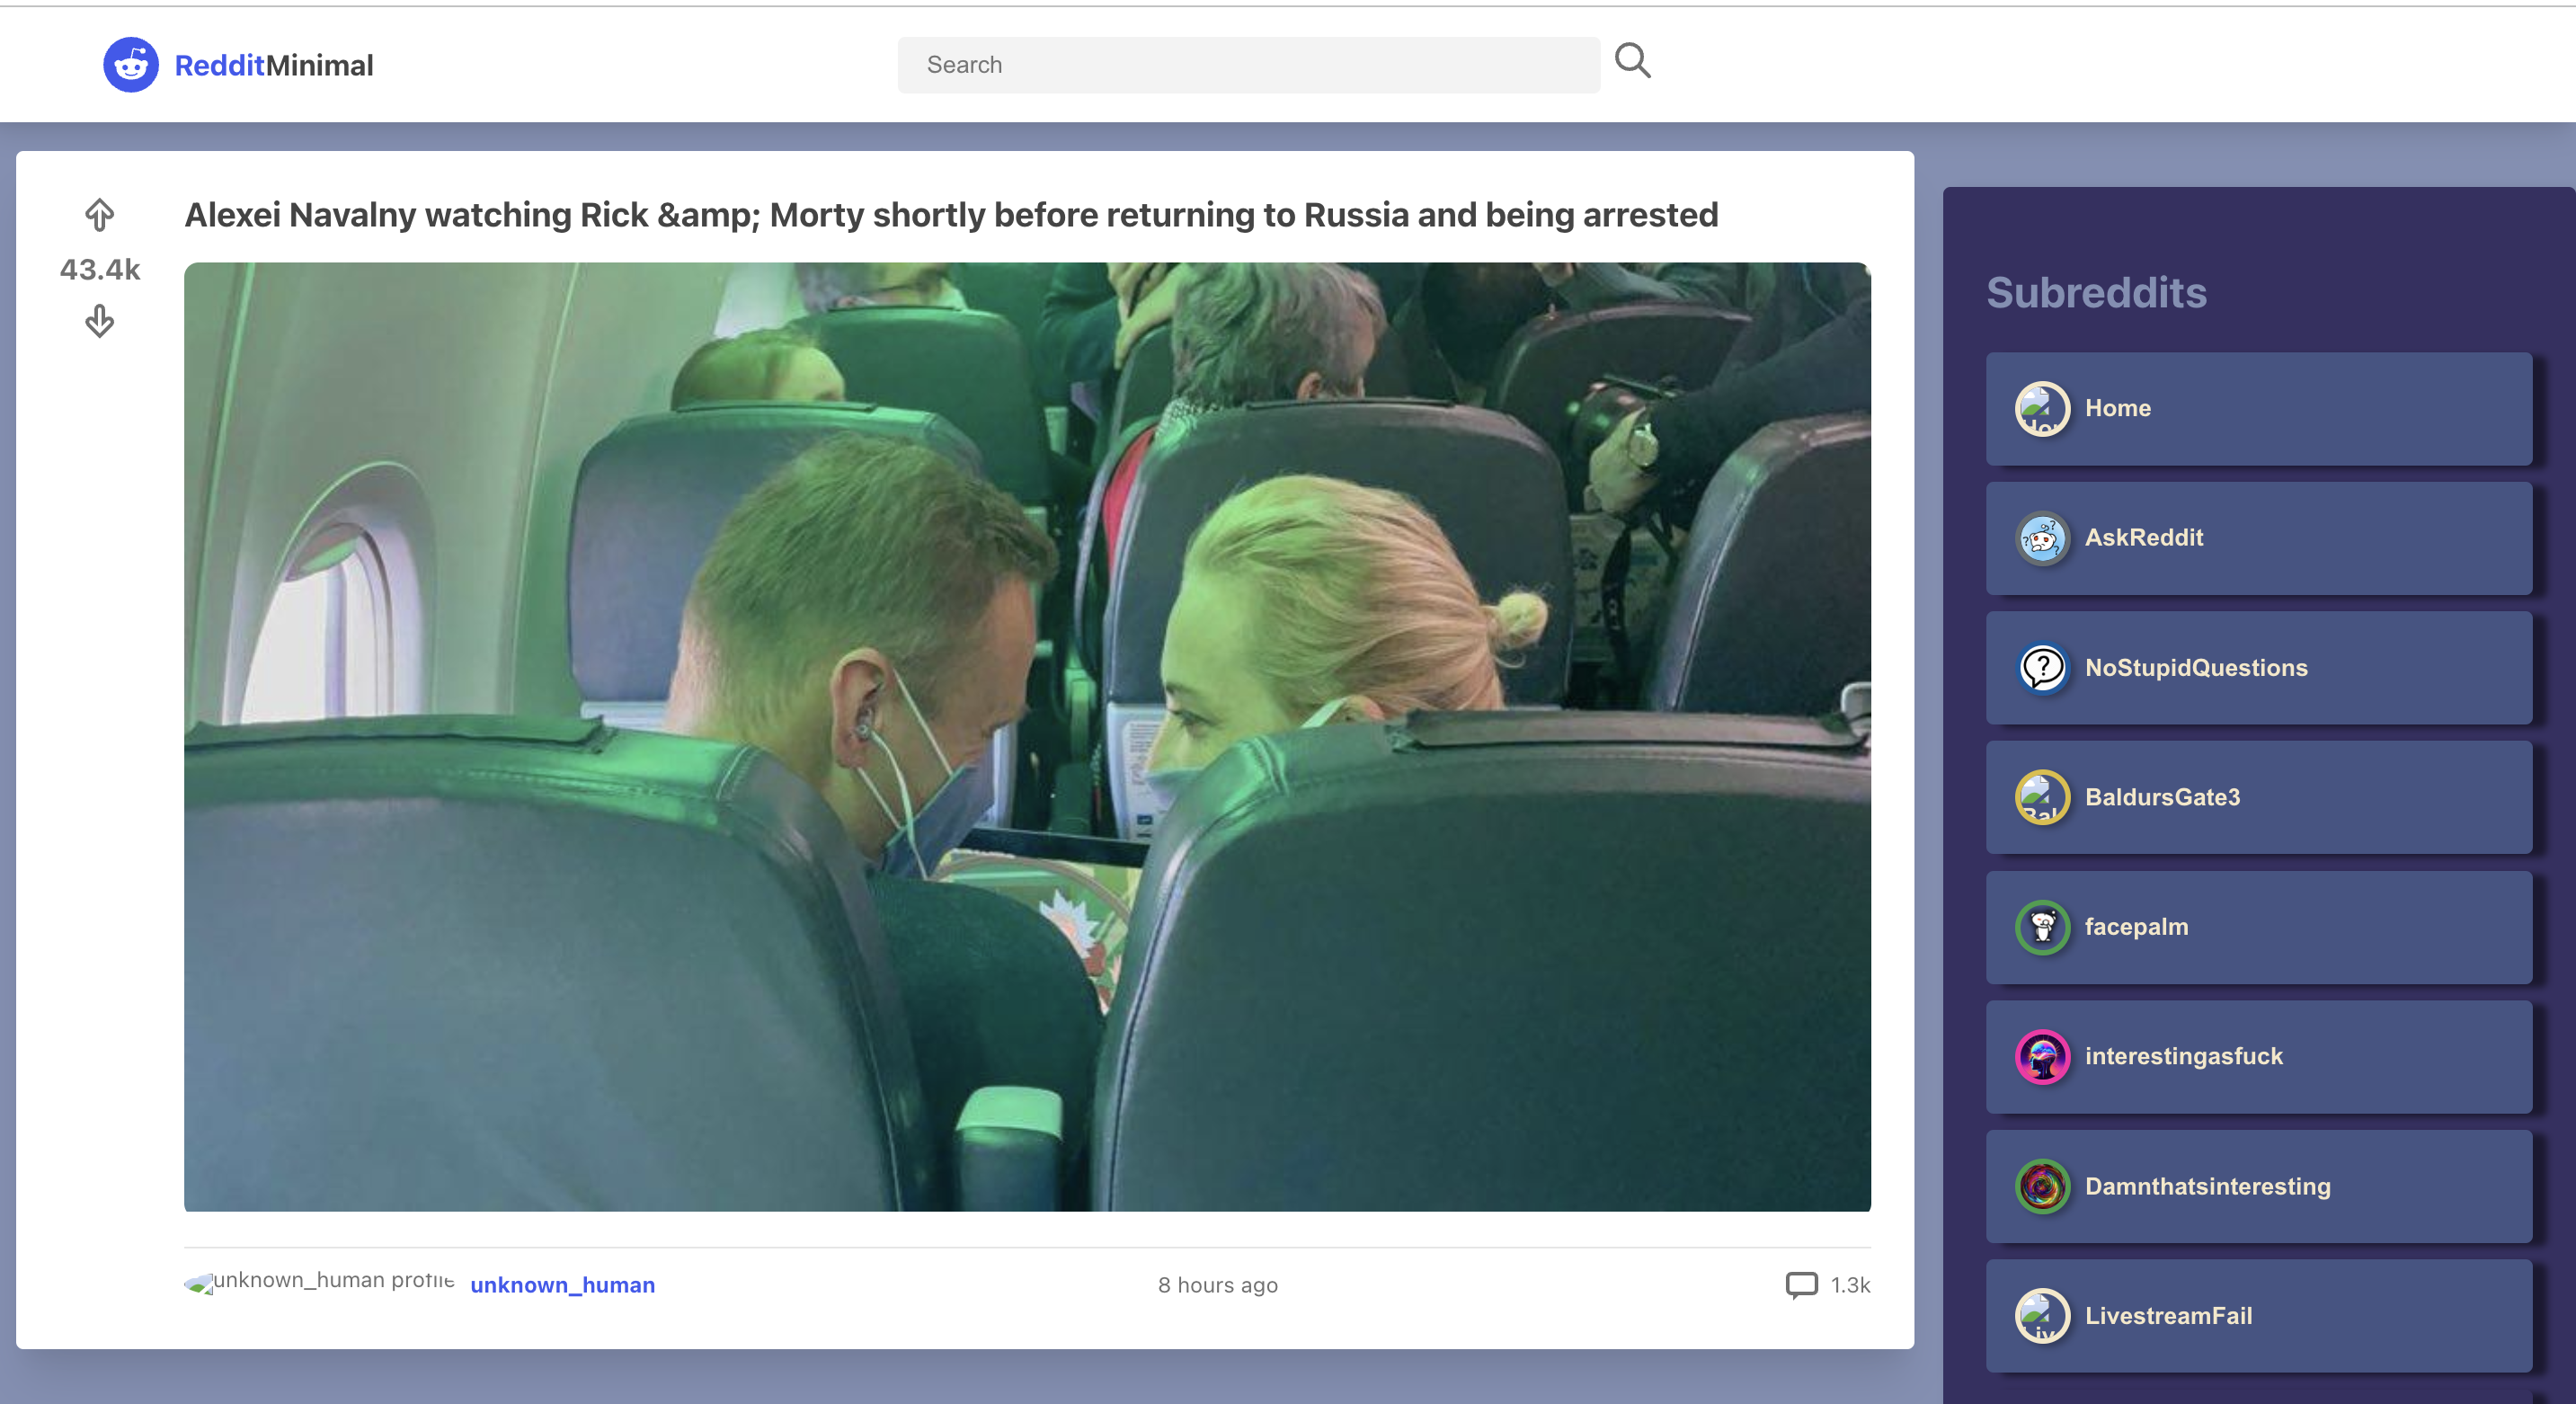 RedditMinimal
Search
Alexei Navalny watching Rick &amp; Morty shortly before returning to Russia and being arrested
43.4k
Subreddits
Home
AskReddit
NoStupidQuestions
BaldursGate3
facepalm
interestingasfuck
Damnthatsinteresting
LivestreamFail
unknown_human profile unknown_human 8 hours ago 1.3k